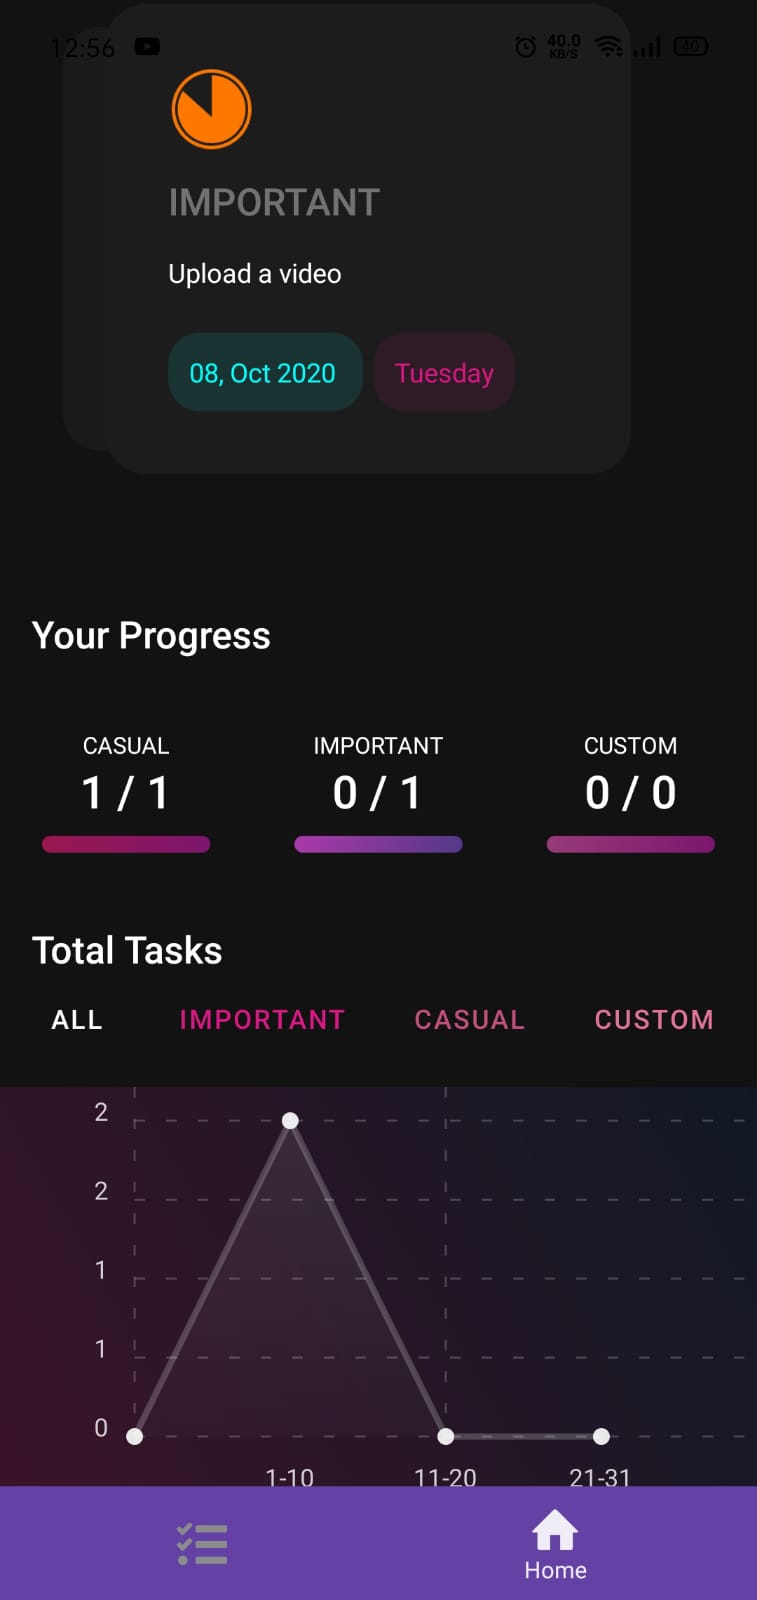 12:56
40.0
KB/S
40
IMPORTANT
Upload a video
08, Oct 2020 Tuesday
Your Progress
CASUAL IMPORTANT CUSTOM
1 / 1 0 / 1 0 / 0
Total Tasks
ALL IMPORTANT CASUAL CUSTOM
2
2
1
1
0
1-10 11-20 21-31
Home